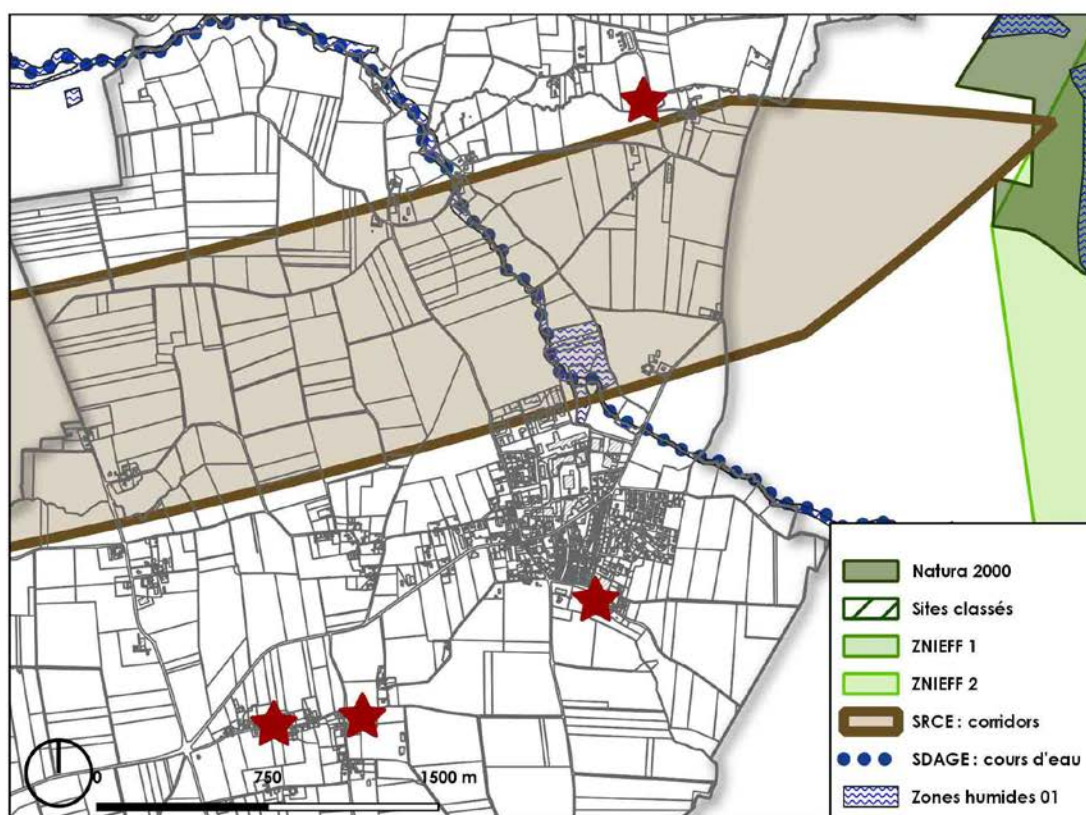 Natura 2000
Sites classés
ZNIEFF 1
ZNIEFF 2
SRCE : corridors
SDAGE : cours d'eau
Zones humides 01
0 750 1500 m